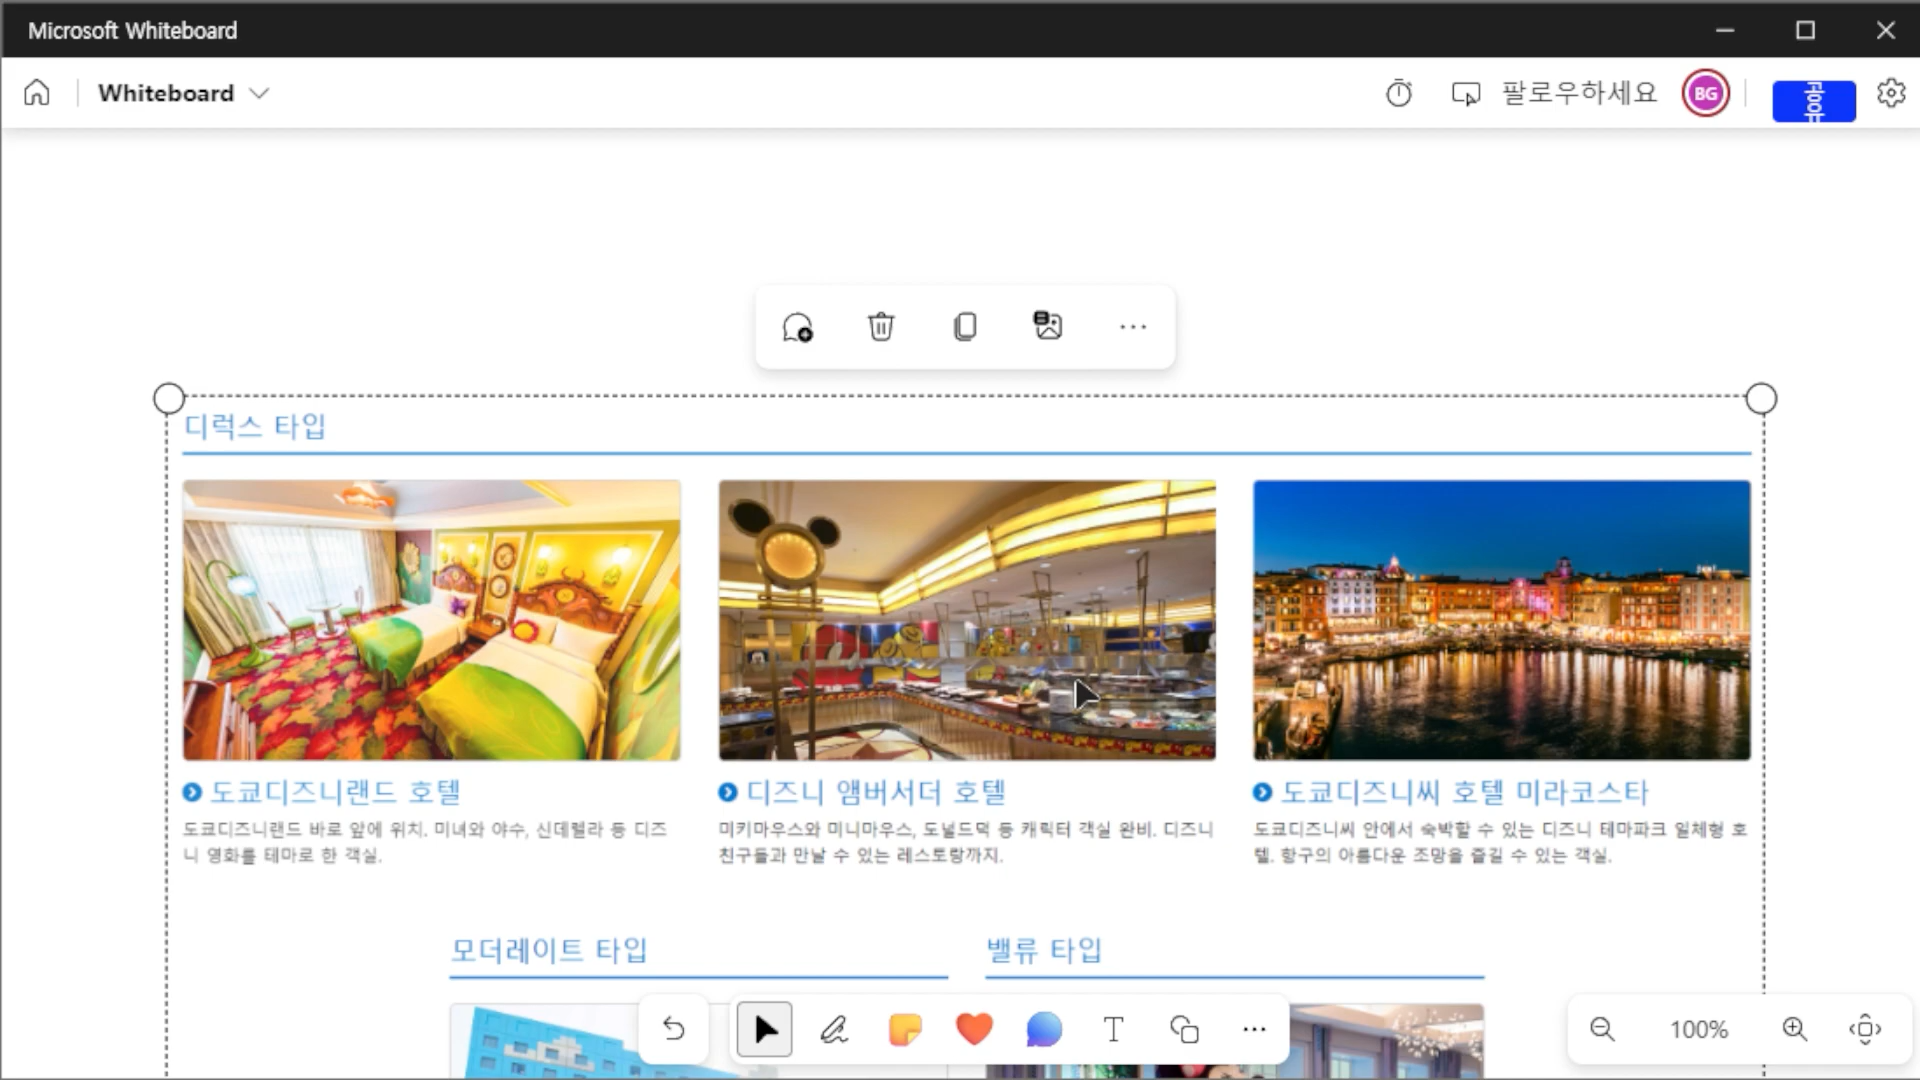 Microsoft Whiteboard
Whiteboard
팔로우하세요
BG
공유
디럭스 타입
도쿄디즈니랜드 호텔
도쿄디즈니랜드 바로 앞에 위치. 미녀와 야수, 신데렐라 등 디즈
니 영화를 테마로 한 객실.
디즈니 앰버서더 호텔
미키마우스와 미니마우스, 도널드덕 등 캐릭터 객실 완비. 디즈니
친구들과 만날 수 있는 레스토랑까지.
도쿄디즈니씨 호텔 미라코스타
도쿄디즈니씨 안에서 숙박할 수 있는 디즈니 테마파크 일체형 호
텔. 항구의 아름다운 조망을 즐길 수 있는 객실.
모더레이트 타입
밸류 타입
100%